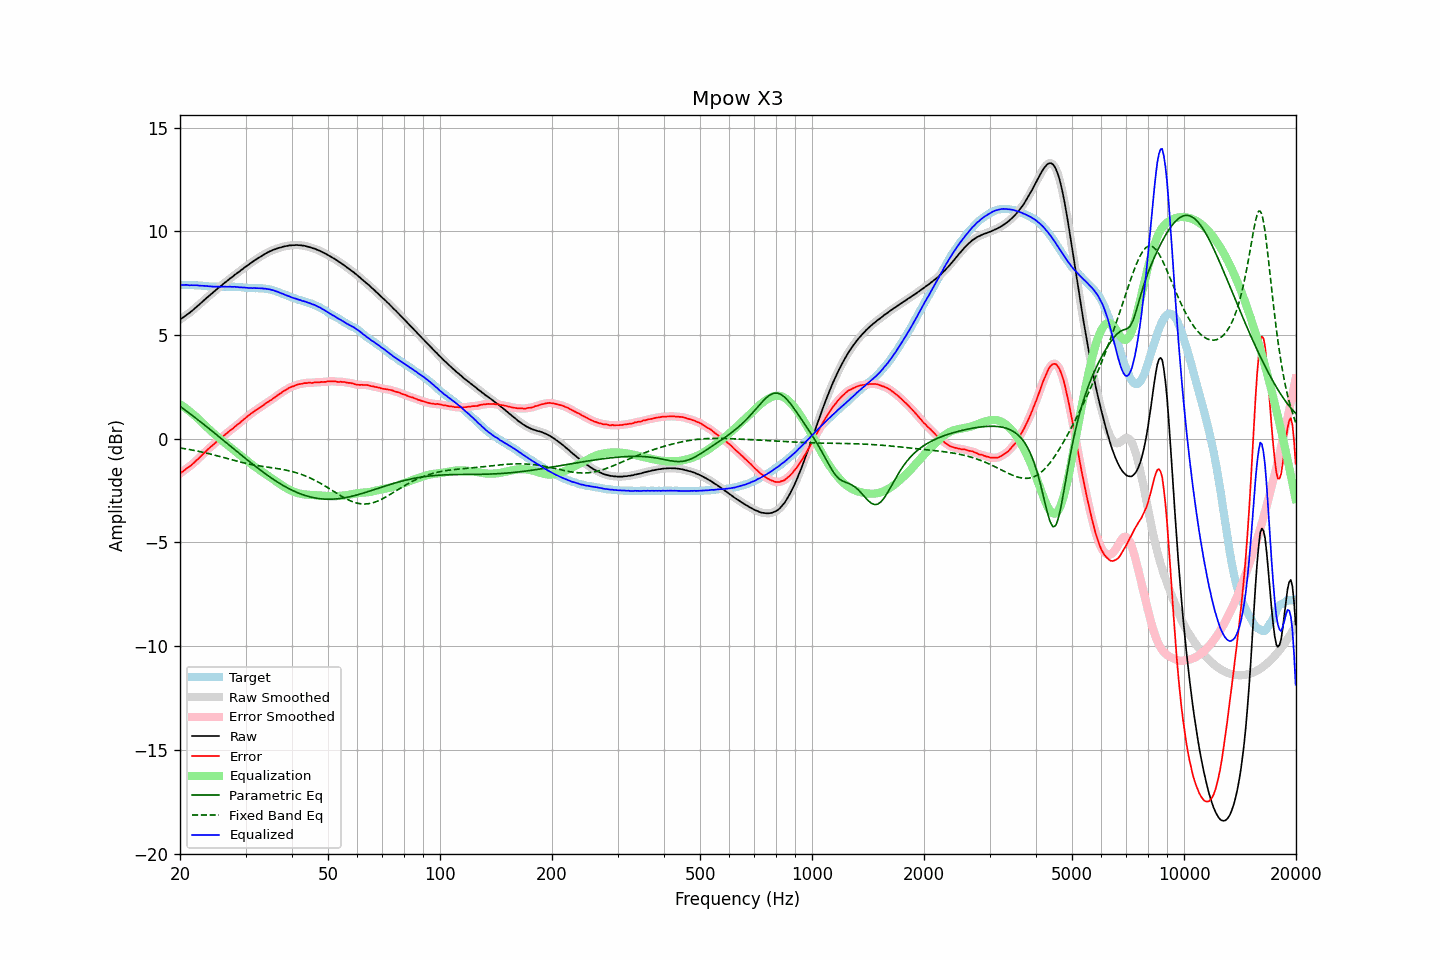 Mpow X3
Amplitude (dBr)
15
10
5
0
−5
−10
−15
−20
Target
Raw Smoothed
Error Smoothed
Raw
Error
Equalization
Parametric Eq
Fixed Band Eq
Equalized
20 50 100 200 500 1000 2000 5000 10000 20000
Frequency (Hz)